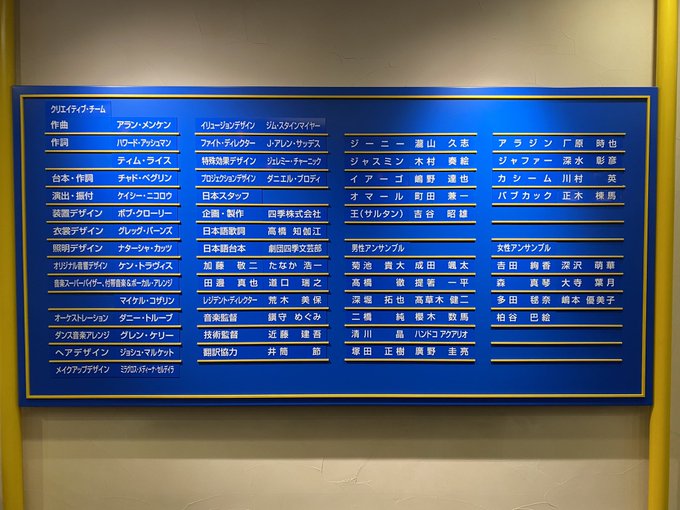 クリエイティブ・チーム
作曲 アラン・メンケン
作詞 ハワード・アッシュマン
ティム・ライス
台本・作詞 チャド・ベグリン
演出・振付 ケイシー・ニコロウ
装置デザイン ボブ・クローリー
衣裳デザイン グレッグ・バーンズ
照明デザイン ナターシャ・カッツ
オリジナル音響デザイン ケン・トラヴィス
音楽スーパーバイザー、付帯音楽&ボーカル・アレンジ
マイケル・コザリン
オーケストレーション ダニー・トルーブ
ダンス音楽アレンジ グレン・ケリー
ヘアデザイン ジョシュ・マルケット
メイクアップデザイン ミラグロス・メディーナ・セルデイラ
イリュージョンデザイン ジム・スタインマイヤー
ファイト・ディレクター J・アレン・サッデス
特殊効果デザイン ジェレミー・チャーニック
プロジェクションデザイン ダニエル・ブロディ
日本スタッフ
企画・製作 四季株式会社
日本語歌詞 高橋 知伽江
日本語台本 劇団四季文芸部
加藤 敬二 たなか 浩一
田邊 真也 道口 瑞之
レジデント・ディレクター 荒木 美保
音楽監督 鎮守 めぐみ
技術監督 近藤 建吾
翻訳協力 井筒 節
ジーニー 瀧山 久志
ジャスミン 木村 奏絵
イアーゴ 嶋野 達也
オマール 町田 兼一
王(サルタン) 吉谷 昭雄
男性アンサンブル
菊池 貴大 成田 颯太
髙橋 徹 提箸 一平
深堀 拓也 髙草木 健二
二橋 純 櫻木 数馬
清川 晶 ハンドコ アクアリオ
塚田 正樹 廣野 圭亮
アラジン 厂原 時也
ジャファー 深水 彰彦
カシーム 川村 英
バブカック 正木 棟馬
女性アンサンブル
吉田 絢香 深沢 萌華
森 真琴 大寺 葉月
多田 毬奈 嶋本 優美子
柏谷 巴絵